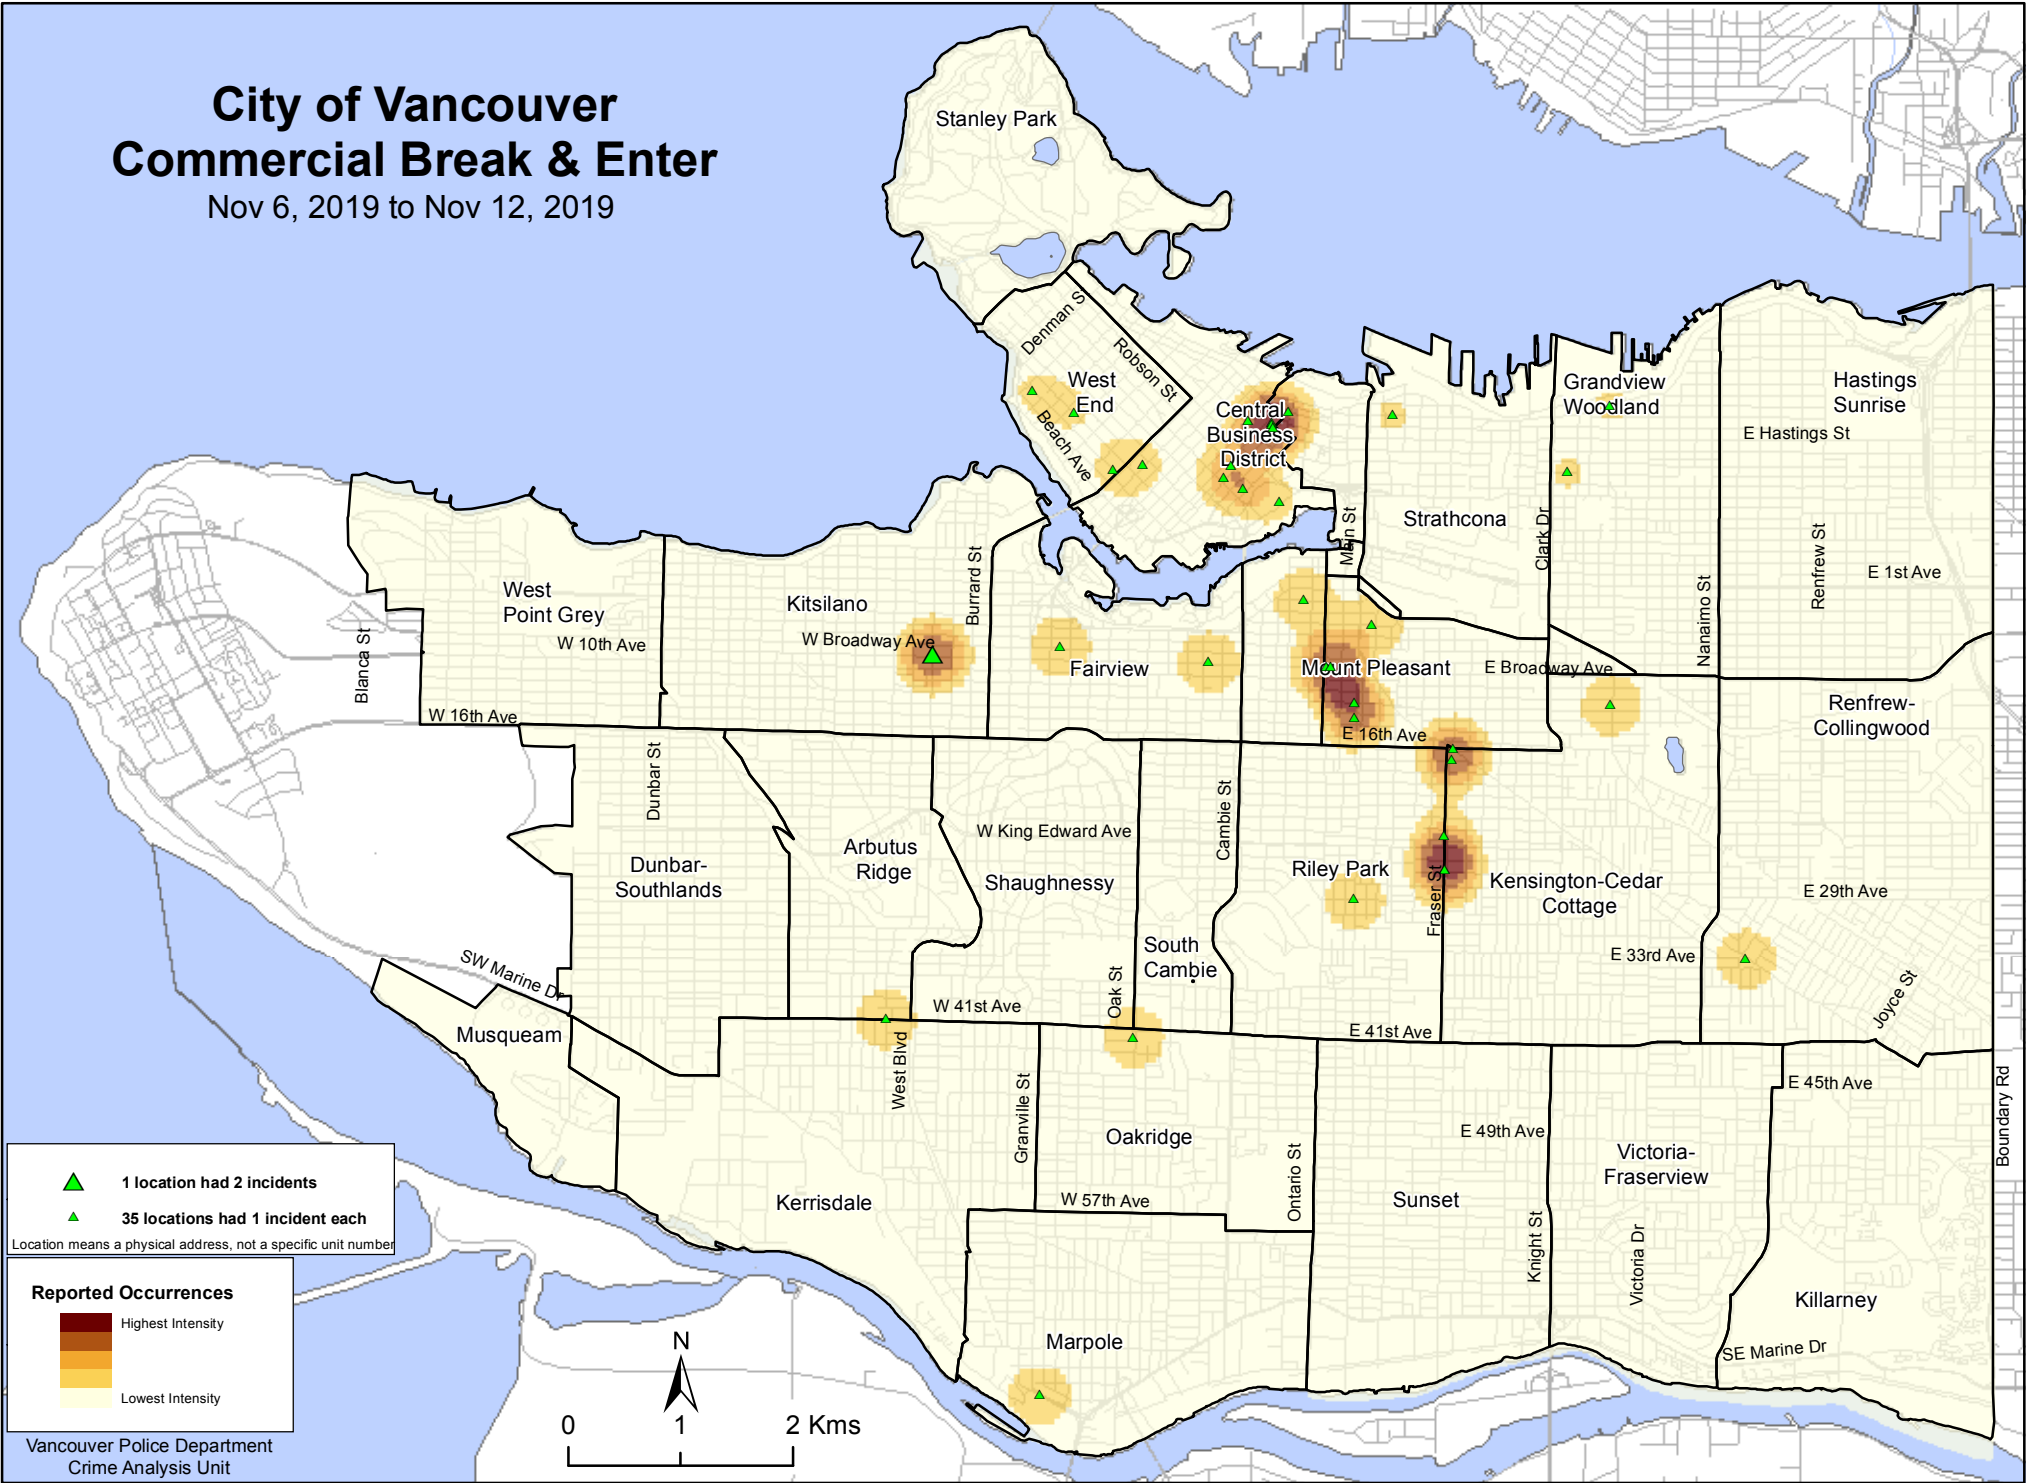 City of Vancouver
Commercial Break & Enter
Nov 6, 2019 to Nov 12, 2019
Stanley Park
Denman S
Robson St
West
End
Beach Ave
Central
Business
District
Grandview
Woodland
Hastings
Sunrise
E Hastings St
Strathcona
Main St
Clark Dr
Nanaimo St
Renfrew St
E 1st Ave
West
Point Grey
W 10th Ave
Blanca St
W 16th Ave
Kitsilano
W Broadway Ave
Burrard St
Fairview
Mount Pleasant
E Broadway Ave
E 16th Ave
Renfrew-
Collingwood
Dunbar St
Dunbar-
Southlands
Arbutus
Ridge
W King Edward Ave
Shaughnessy
Cambie St
South
Cambie
Oak St
Riley Park
Fraser St
Kensington-Cedar
Cottage
E 29th Ave
E 33rd Ave
Joyce St
SW Marine Dr
Musqueam
W 41st Ave
E 41st Ave
West Blvd
Granville St
Oakridge
Ontario St
W 57th Ave
Kerrisdale
Sunset
E 49th Ave
Knight St
Victoria-
Fraserview
Victoria Dr
E 45th Ave
Boundary Rd
Killarney
SE Marine Dr
Marpole
1 location had 2 incidents
35 locations had 1 incident each
Location means a physical address, not a specific unit number
Reported Occurrences
Highest Intensity
Lowest Intensity
Vancouver Police Department
Crime Analysis Unit
N
0 1 2 Kms